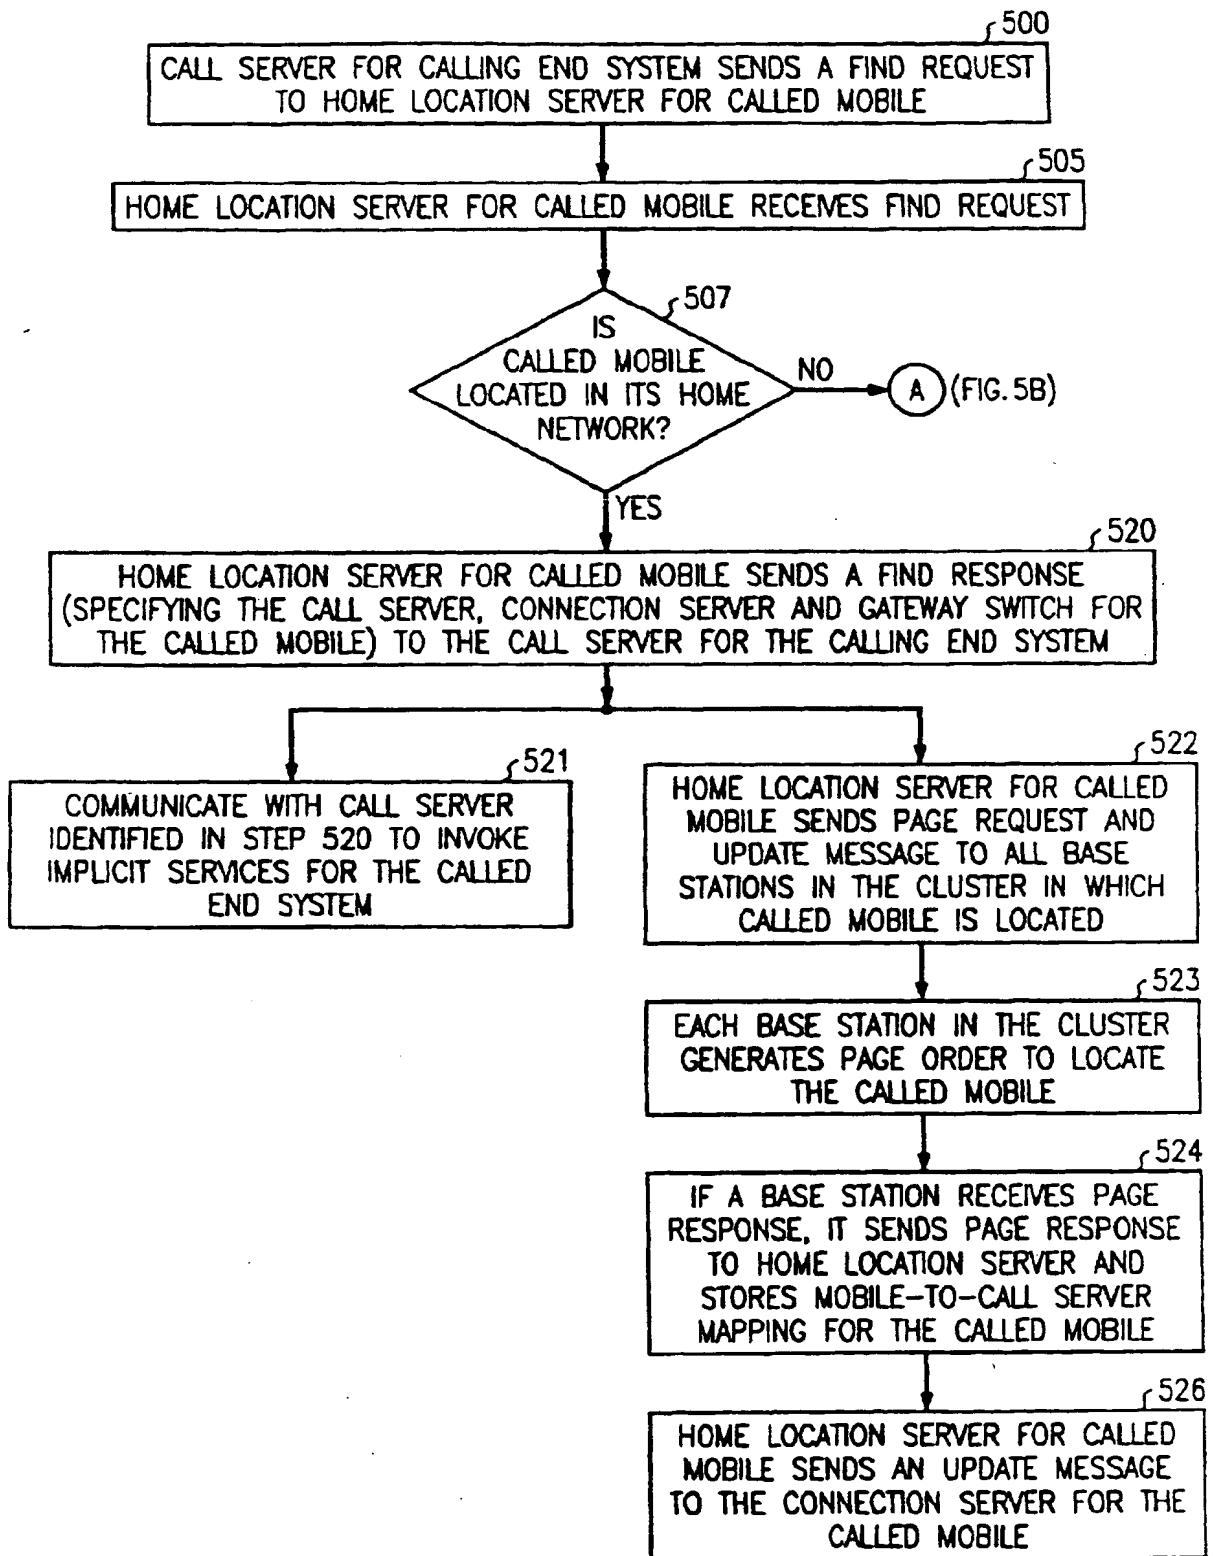 500
CALL SERVER FOR CALLING END SYSTEM SENDS A FIND REQUEST
TO HOME LOCATION SERVER FOR CALLED MOBILE
505
HOME LOCATION SERVER FOR CALLED MOBILE RECEIVES FIND REQUEST
507
IS
CALLED MOBILE
LOCATED IN ITS HOME
NETWORK?
NO
A
(FIG. 5B)
YES
520
HOME LOCATION SERVER FOR CALLED MOBILE SENDS A FIND RESPONSE
(SPECIFYING THE CALL SERVER, CONNECTION SERVER AND GATEWAY SWITCH FOR
THE CALLED MOBILE) TO THE CALL SERVER FOR THE CALLING END SYSTEM
521
COMMUNICATE WITH CALL SERVER
IDENTIFIED IN STEP 520 TO INVOKE
IMPLICIT SERVICES FOR THE CALLED
END SYSTEM
522
HOME LOCATION SERVER FOR CALLED
MOBILE SENDS PAGE REQUEST AND
UPDATE MESSAGE TO ALL BASE
STATIONS IN THE CLUSTER IN WHICH
CALLED MOBILE IS LOCATED
523
EACH BASE STATION IN THE CLUSTER
GENERATES PAGE ORDER TO LOCATE
THE CALLED MOBILE
524
IF A BASE STATION RECEIVES PAGE
RESPONSE, IT SENDS PAGE RESPONSE
TO HOME LOCATION SERVER AND
STORES MOBILE-TO-CALL SERVER
MAPPING FOR THE CALLED MOBILE
526
HOME LOCATION SERVER FOR CALLED
MOBILE SENDS AN UPDATE MESSAGE
TO THE CONNECTION SERVER FOR THE
CALLED MOBILE